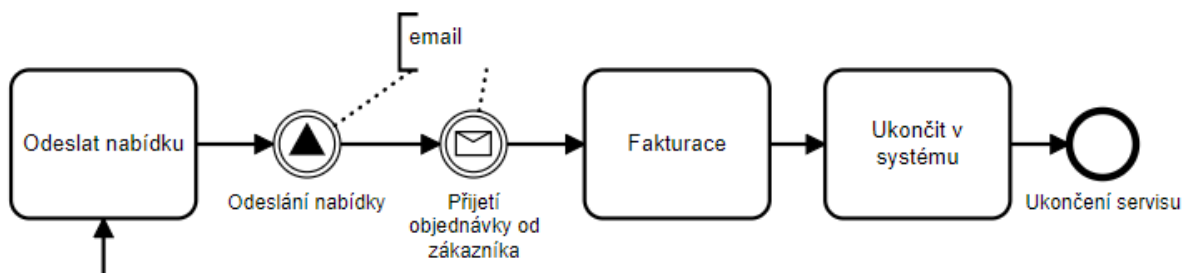 email
Odeslat nabídku
Odeslání nabídky
Přijetí
objednávky od
zákazníka
Fakturace
Ukončit v
systému
Ukončení servisu